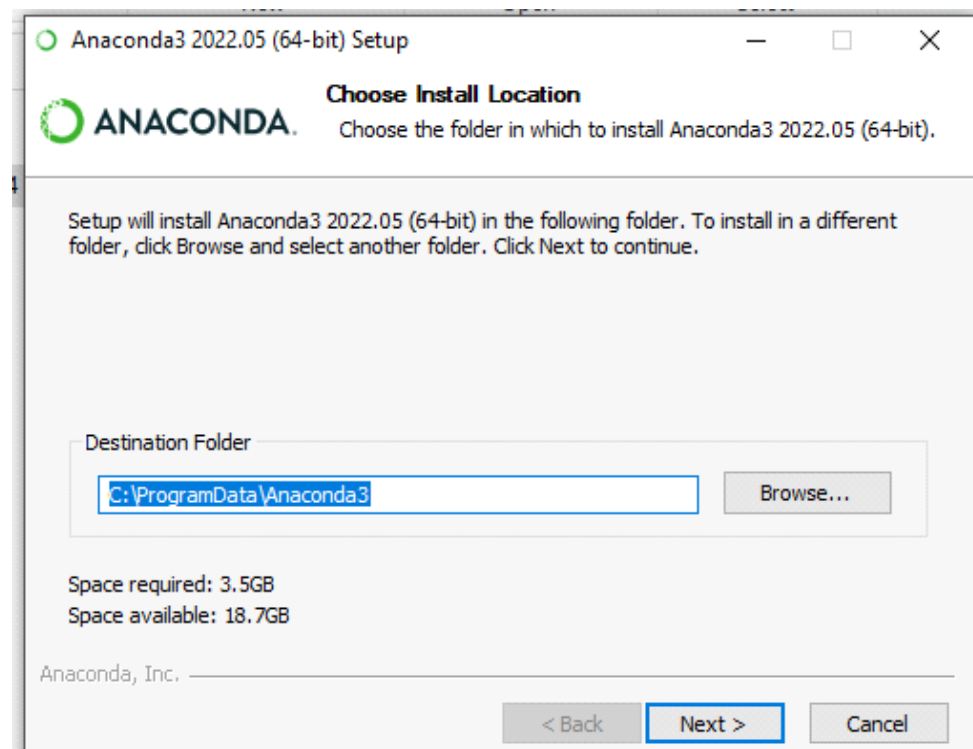 Anaconda3 2022.05 (64-bit) Setup
ANACONDA.
Choose Install Location
Choose the folder in which to install Anaconda3 2022.05 (64-bit).
Setup will install Anaconda3 2022.05 (64-bit) in the following folder. To install in a different
folder, click Browse and select another folder. Click Next to continue.
Destination Folder
C:\ProgramData\Anaconda3
Browse...
Space required: 3.5GB
Space available: 18.7GB
Anaconda, Inc.
< Back
Next >
Cancel